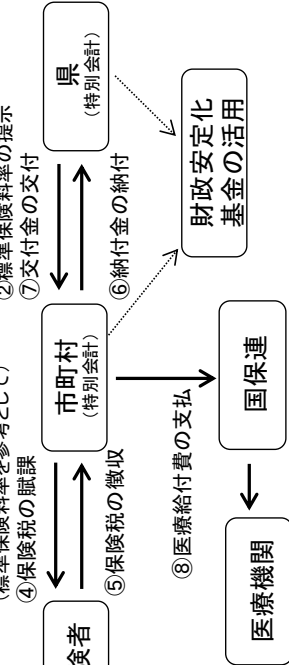 (標準保険料率を参考として)
④保険税の賦課
②標準保険料率の提示
⑦交付金の交付
険者
市町村
(特別会計)
県
(特別会計)
⑤保険税の徴収
⑥納付金の納付
⑧医療給付費の支払
財政安定化
基金の活用
医療機関
国保連